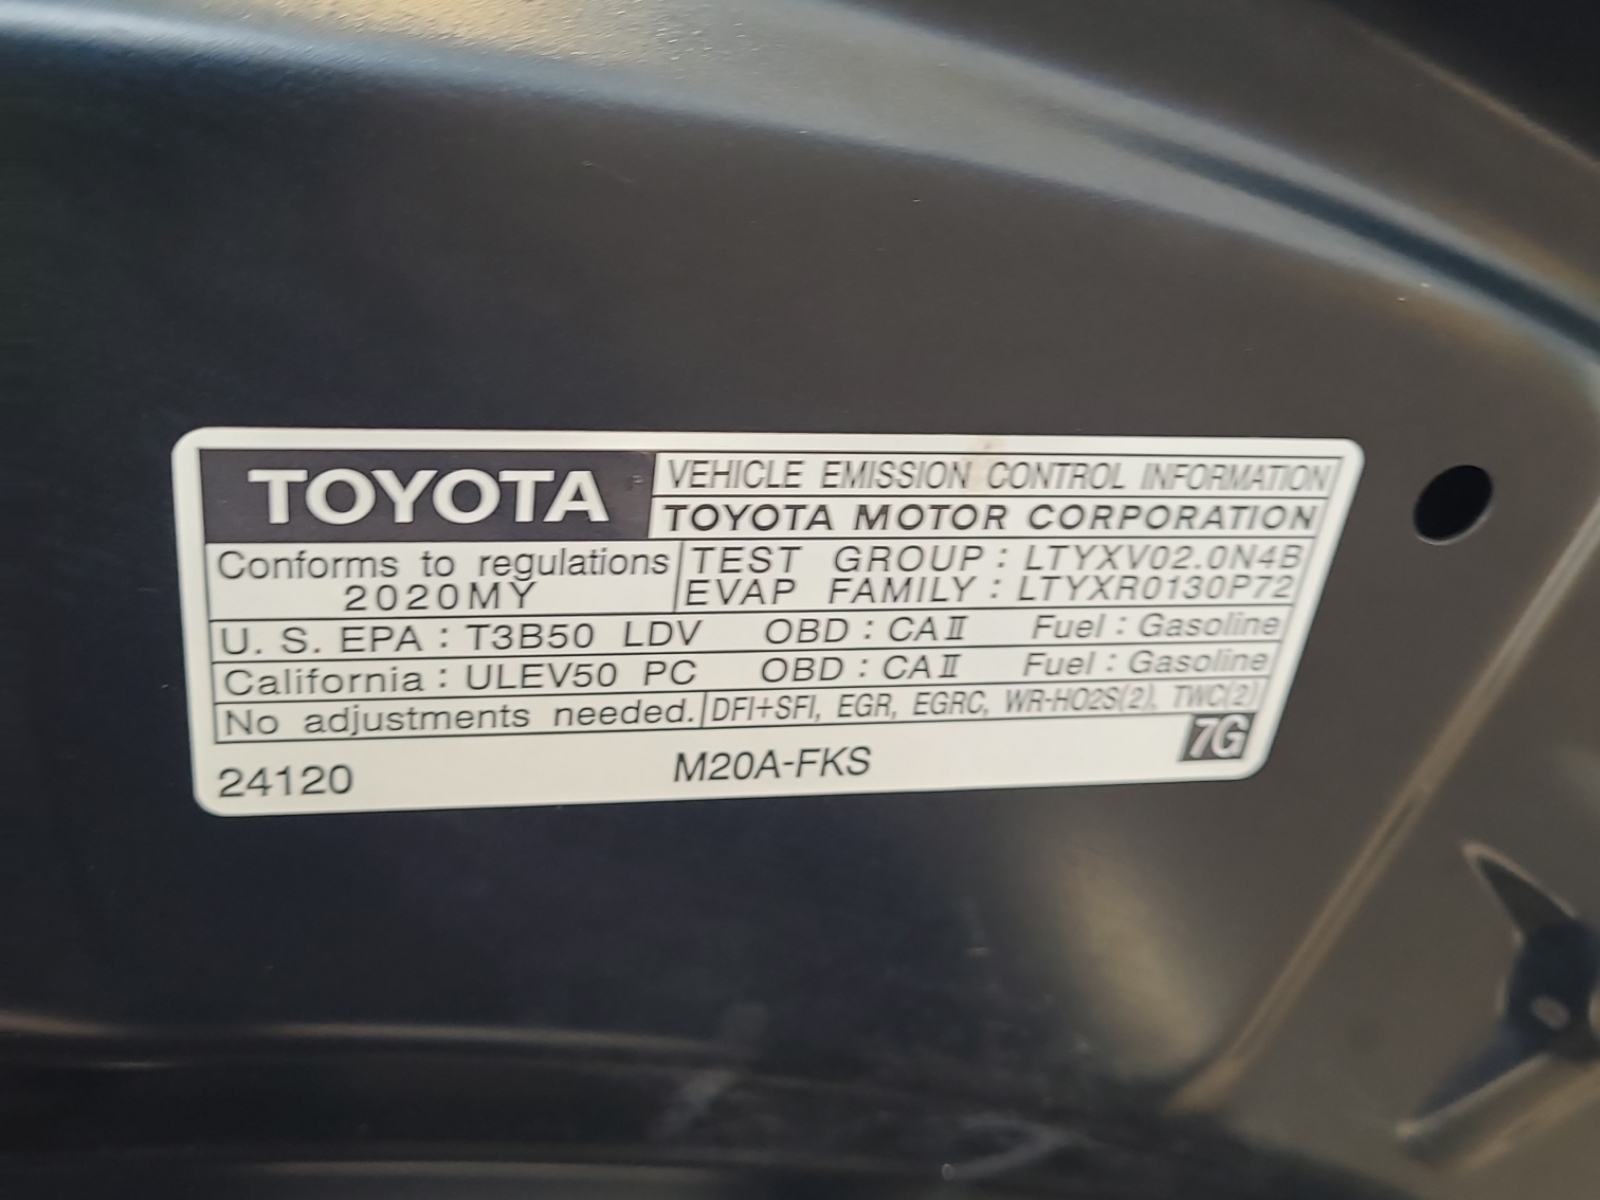 TOYOTA
VEHICLE EMISSION CONTROL INFORMATION
TOYOTA MOTOR CORPORATION
Conforms to regulations
2020MY
TEST GROUP : LTYXV02.0N4B
EVAP FAMILY : LTYXR0130P72
U. S. EPA : T3B50 LDV OBD : CAⅡ Fuel : Gasoline
California : ULEV50 PC OBD : CAⅡ Fuel : Gasoline
No adjustments needed. DFI+SFI, EGR, EGRC, WR-HO2S(2), TWC(2)
24120 M20A-FKS 7G